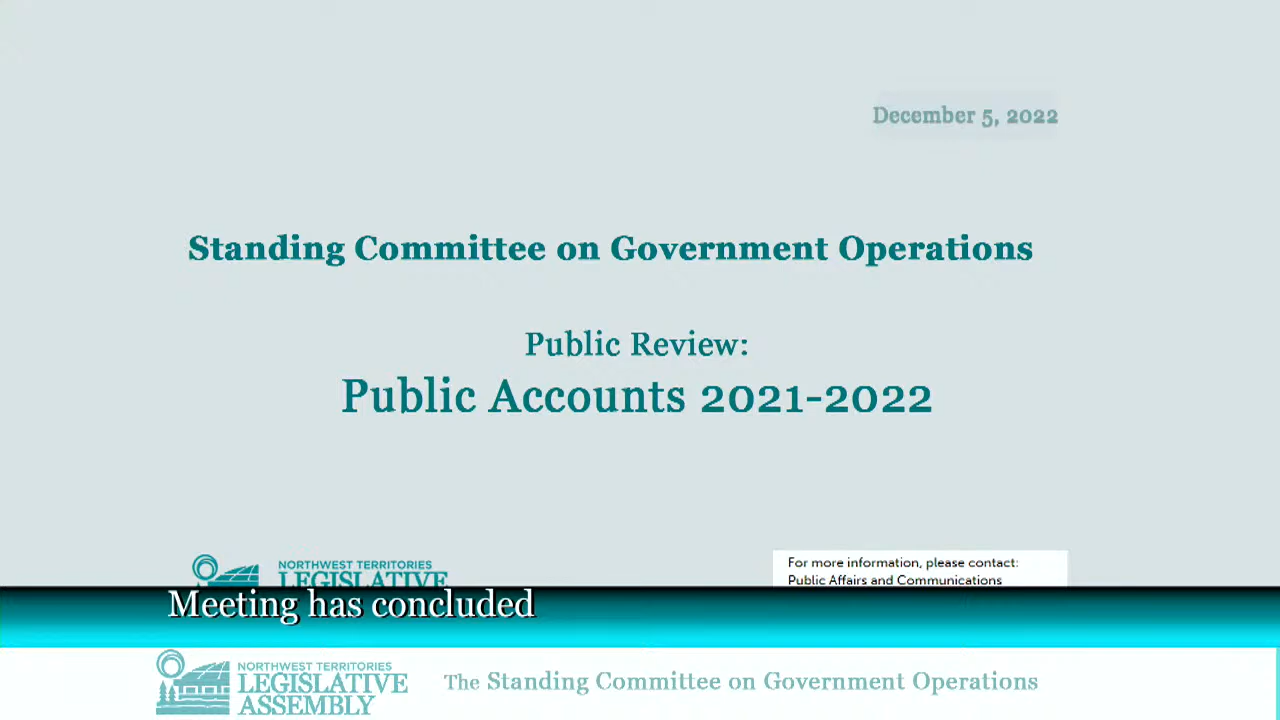 December 5, 2022
Standing Committee on Government Operations
Public Review:
Public Accounts 2021-2022
NORTHWEST TERRITORIES
LEGISLATIVE
For more information, please contact:
Public Affairs and Communications
Meeting has concluded
NORTHWEST TERRITORIES
LEGISLATIVE
ASSEMBLY
The Standing Committee on Government Operations